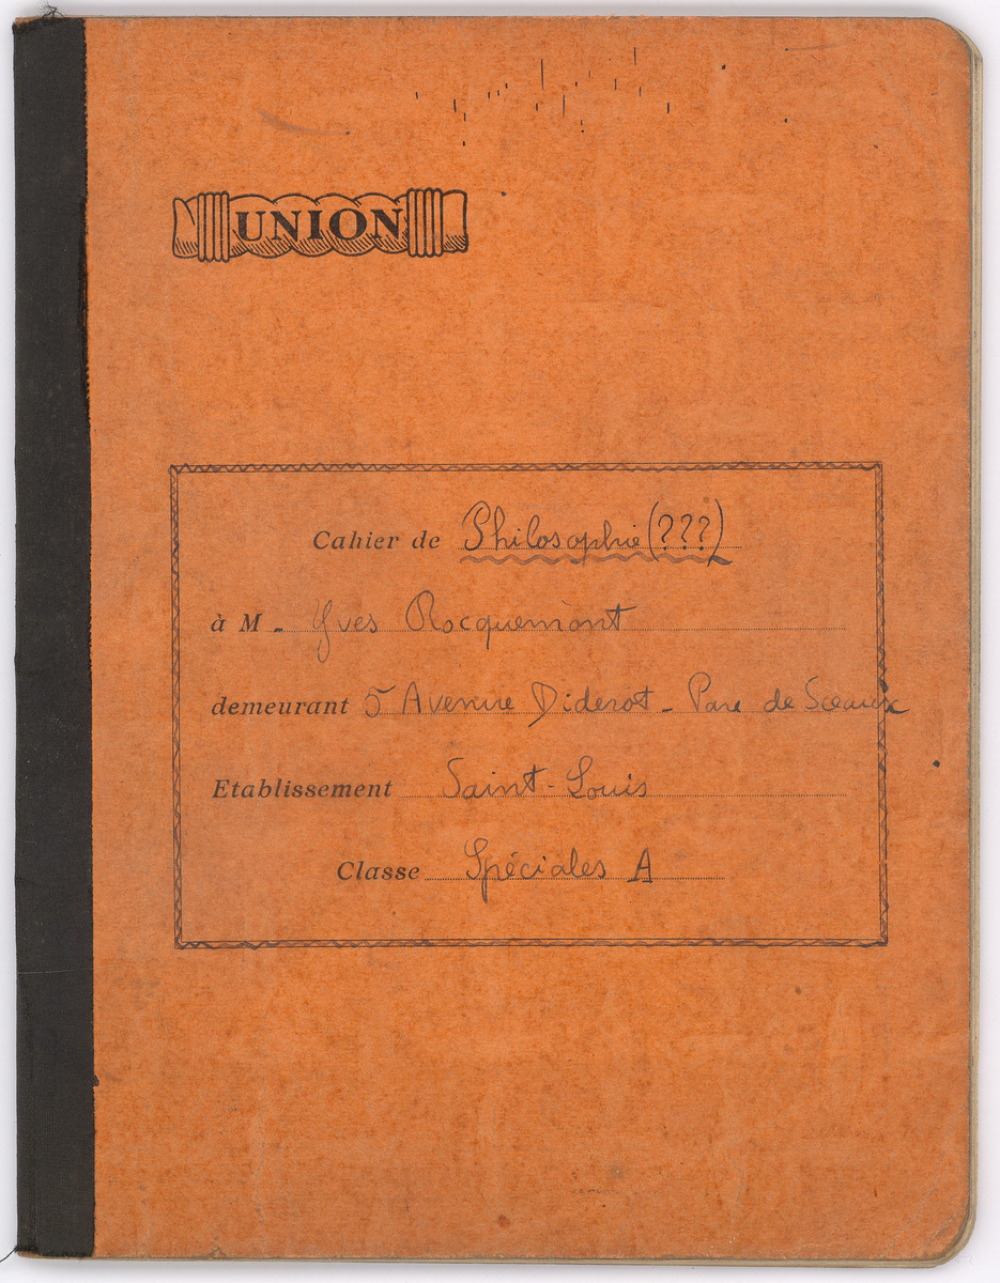 UNION
Cahier de Philosophie (???)
à M. Yves Rocquemont
demeurant 5 Avenue Diderot - Parc de Sceaux
Etablissement Saint-Louis
Classe Spéciales A